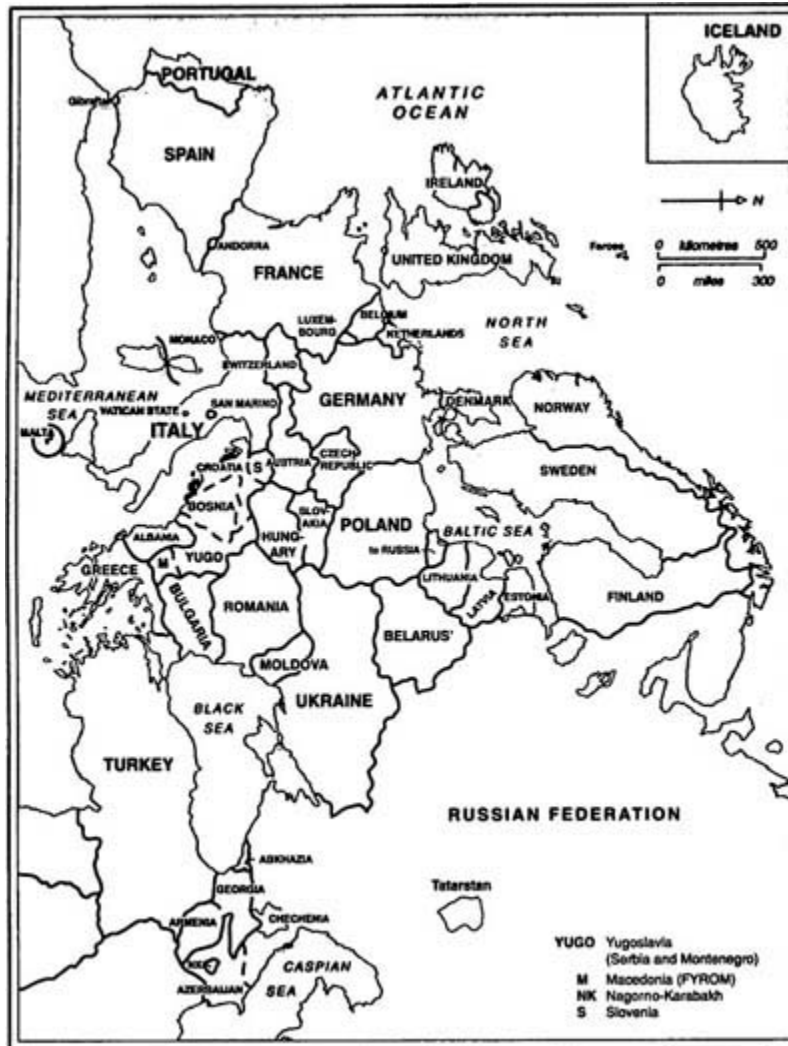 ICELAND
PORTUGAL
Gibraltar
ATLANTIC
OCEAN
SPAIN
IRELAND
N
ANDORRA
FRANCE
UNITED KINGDOM
Faroes
0 kilometres 500
0 miles 300
LUXEM-
BOURG
BELGIUM
NETHERLANDS
NORTH
SEA
MONACO
SWITZERLAND
MEDITERRANEAN
SEA
VATICAN STATE
SAN MARINO
GERMANY
DENMARK
NORWAY
MALTA
ITALY
CROATIA
S
AUSTRIA
CZECH
REPUBLIC
SWEDEN
BOSNIA
SLOV-
AKIA
POLAND
BALTIC SEA
ALBANIA
HUNG-
ARY
to RUSSIA
GREECE
M
YUGO
LITHUANIA
LATVIA
ESTONIA
FINLAND
BULGARIA
ROMANIA
BELARUS'
MOLDOVA
UKRAINE
BLACK
SEA
TURKEY
RUSSIAN FEDERATION
ABKHAZIA
GEORGIA
Tatarstan
ARMENIA
CHECHENIA
NK
AZERBAIJAN
CASPIAN
SEA
YUGO Yugoslavia
(Serbia and Montenegro)
M Macedonia (FYROM)
NK Nagorno-Karabakh
S Slovenia